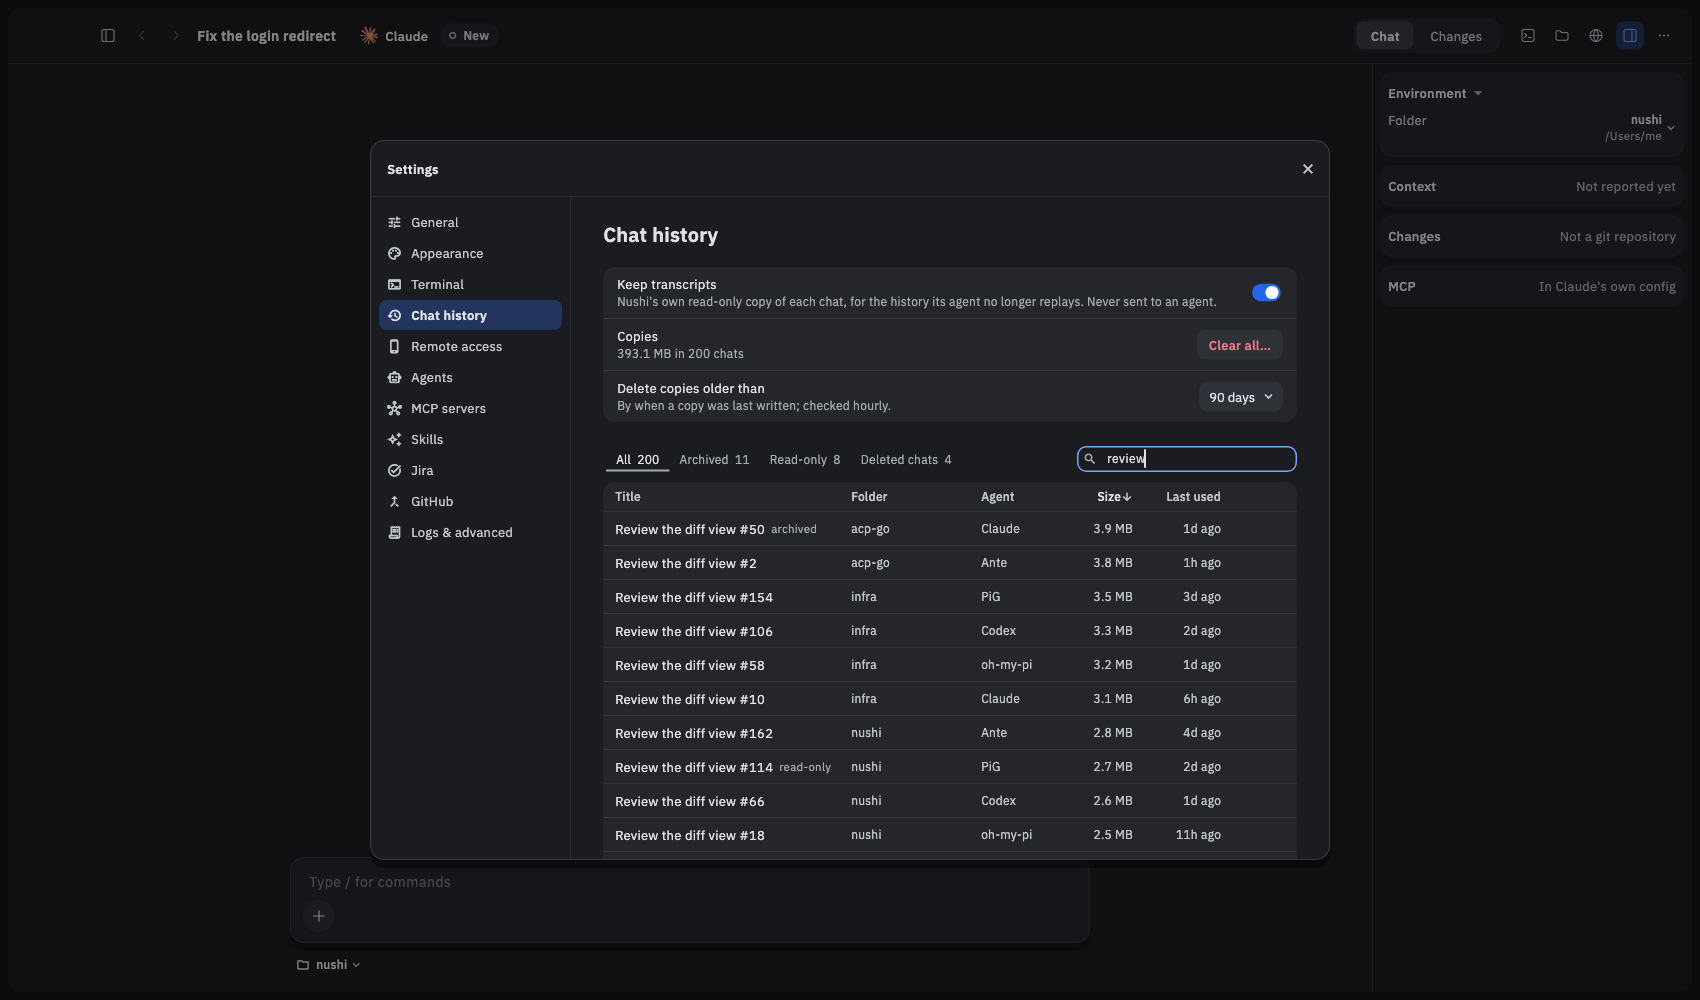 Fix the login redirect Claude New Chat Changes
Environment
Folder nushi
/Users/me
Context Not reported yet
Changes Not a git repository
MCP In Claude's own config
Settings
General
Appearance
Terminal
Chat history
Remote access
Agents
MCP servers
Skills
Jira
GitHub
Logs & advanced
Chat history
Keep transcripts
Nushi's own read-only copy of each chat, for the history its agent no longer replays. Never sent to an agent.
Copies
393.1 MB in 200 chats
Clear all...
Delete copies older than
By when a copy was last written; checked hourly.
90 days
All 200 Archived 11 Read-only 8 Deleted chats 4 review
Title Folder Agent Size↓ Last used
Review the diff view #50 archived acp-go Claude 3.9 MB 1d ago
Review the diff view #2 acp-go Ante 3.8 MB 1h ago
Review the diff view #154 infra PiG 3.5 MB 3d ago
Review the diff view #106 infra Codex 3.3 MB 2d ago
Review the diff view #58 infra oh-my-pi 3.2 MB 1d ago
Review the diff view #10 infra Claude 3.1 MB 6h ago
Review the diff view #162 nushi Ante 2.8 MB 4d ago
Review the diff view #114 read-only nushi PiG 2.7 MB 2d ago
Review the diff view #66 nushi Codex 2.6 MB 1d ago
Review the diff view #18 nushi oh-my-pi 2.5 MB 11h ago
Type / for commands
nushi